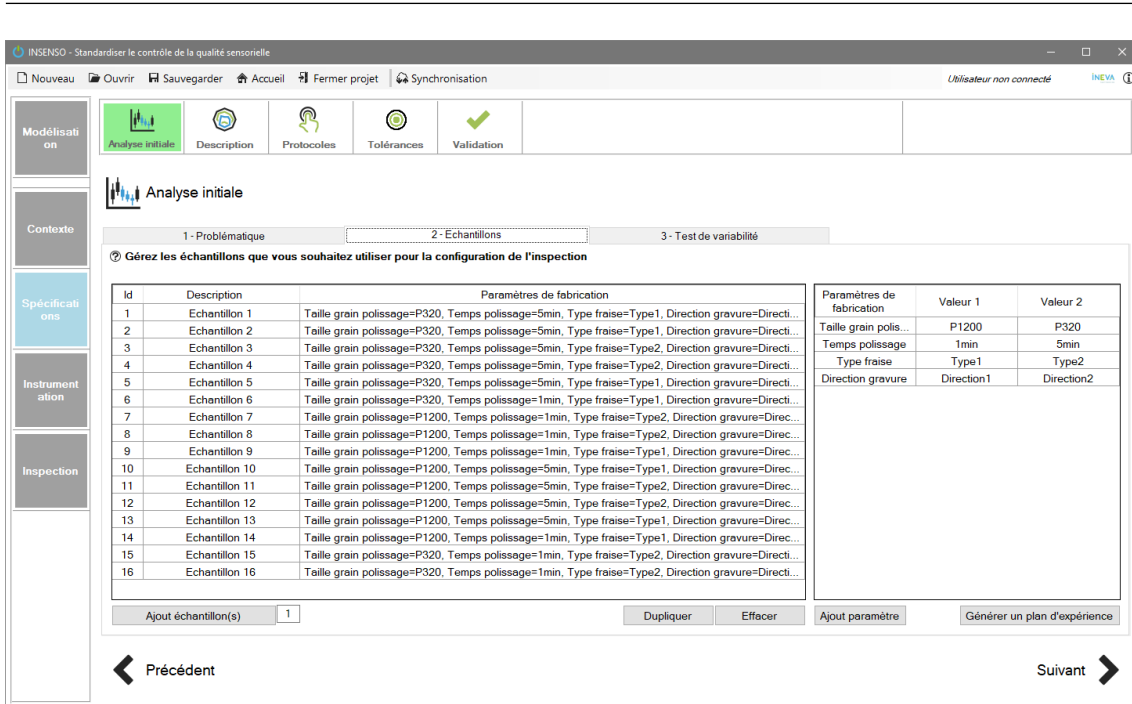 INSENSO - Standardiser le contrôle de la qualité sensorielle
Nouveau Ouvrir Sauvegarder Accueil Fermer projet Synchronisation Utilisateur non connecté INEVA
Modélisati
on
Analyse initiale Description Protocoles Tolérances Validation
Analyse initiale
Contexte
1 - Problématique 2 - Echantillons 3 - Test de variabilité
Gérez les échantillons que vous souhaitez utiliser pour la configuration de l'inspection
Spécificati
ons
Instrument
ation
Inspection
Id Description Paramètres de fabrication
1 Echantillon 1 Taille grain polissage=P320, Temps polissage=5min, Type fraise=Type1, Direction gravure=Directi...
2 Echantillon 2 Taille grain polissage=P320, Temps polissage=5min, Type fraise=Type1, Direction gravure=Directi...
3 Echantillon 3 Taille grain polissage=P320, Temps polissage=5min, Type fraise=Type2, Direction gravure=Directi...
4 Echantillon 4 Taille grain polissage=P320, Temps polissage=5min, Type fraise=Type2, Direction gravure=Directi...
5 Echantillon 5 Taille grain polissage=P320, Temps polissage=5min, Type fraise=Type1, Direction gravure=Directi...
6 Echantillon 6 Taille grain polissage=P320, Temps polissage=1min, Type fraise=Type1, Direction gravure=Directi...
7 Echantillon 7 Taille grain polissage=P1200, Temps polissage=1min, Type fraise=Type2, Direction gravure=Direc...
8 Echantillon 8 Taille grain polissage=P1200, Temps polissage=1min, Type fraise=Type2, Direction gravure=Direc...
9 Echantillon 9 Taille grain polissage=P1200, Temps polissage=1min, Type fraise=Type1, Direction gravure=Direc...
10 Echantillon 10 Taille grain polissage=P1200, Temps polissage=5min, Type fraise=Type1, Direction gravure=Direc...
11 Echantillon 11 Taille grain polissage=P1200, Temps polissage=5min, Type fraise=Type2, Direction gravure=Direc...
12 Echantillon 12 Taille grain polissage=P1200, Temps polissage=5min, Type fraise=Type2, Direction gravure=Direc...
13 Echantillon 13 Taille grain polissage=P1200, Temps polissage=5min, Type fraise=Type1, Direction gravure=Direc...
14 Echantillon 14 Taille grain polissage=P1200, Temps polissage=1min, Type fraise=Type1, Direction gravure=Direc...
15 Echantillon 15 Taille grain polissage=P320, Temps polissage=1min, Type fraise=Type2, Direction gravure=Directi...
16 Echantillon 16 Taille grain polissage=P320, Temps polissage=1min, Type fraise=Type2, Direction gravure=Directi...
Paramètres de
fabrication Valeur 1 Valeur 2
Taille grain polis... P1200 P320
Temps polissage 1min 5min
Type fraise Type1 Type2
Direction gravure Direction1 Direction2
Ajout échantillon(s) 1 Dupliquer Effacer Ajout paramètre Générer un plan d'expérience
Précédent Suivant